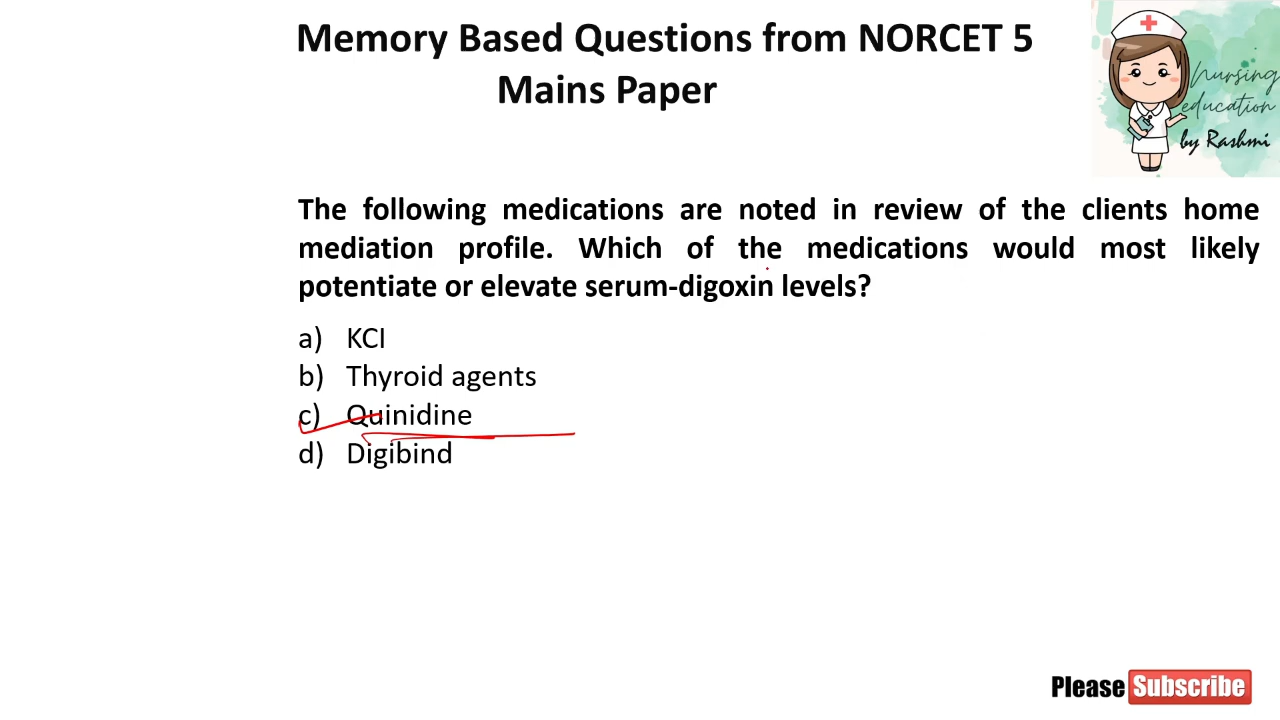 Memory Based Questions from NORCET 5
Mains Paper
Nursing
education
by Rashmi
The following medications are noted in review of the clients home
mediation profile. Which of the medications would most likely
potentiate or elevate serum-digoxin levels?
a) KCI
b) Thyroid agents
c) Quinidine
d) Digibind
Please Subscribe